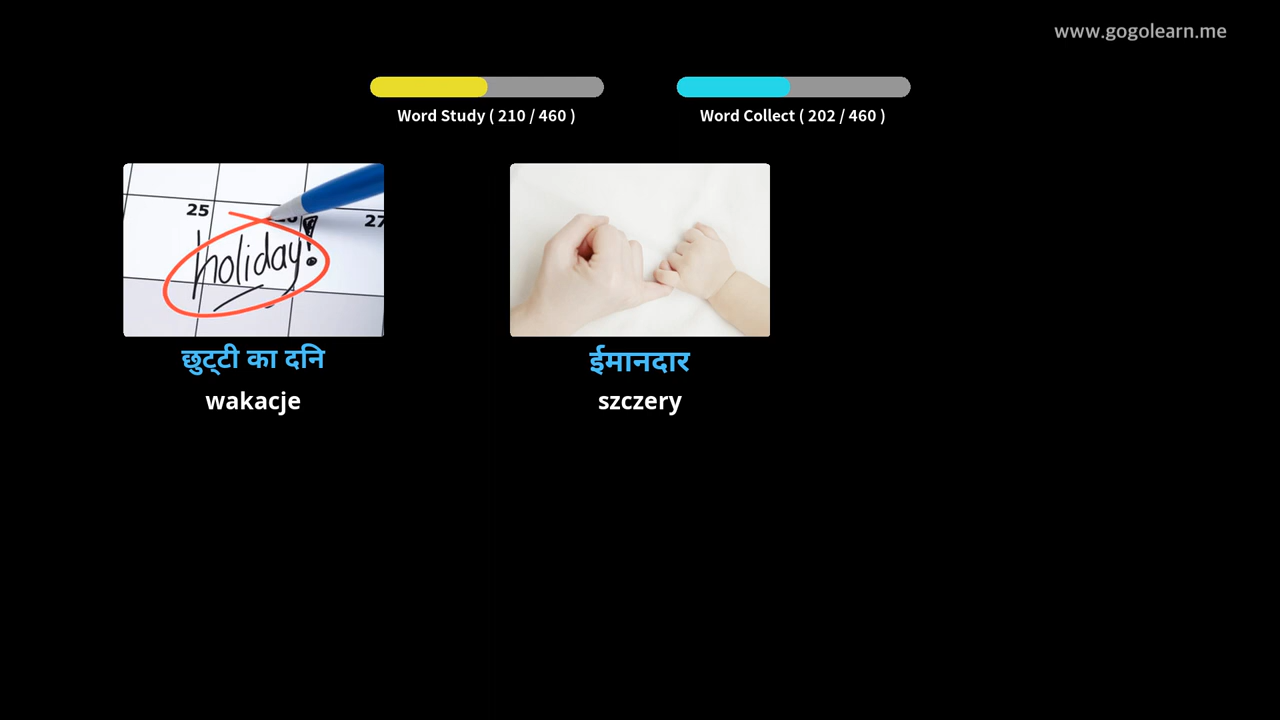 www.gogolearn.me
Word Study ( 210 / 460 )
Word Collect ( 202 / 460 )
25
27
holiday!
छुट्टी का दनि
ईमानदार
wakacje
szczery